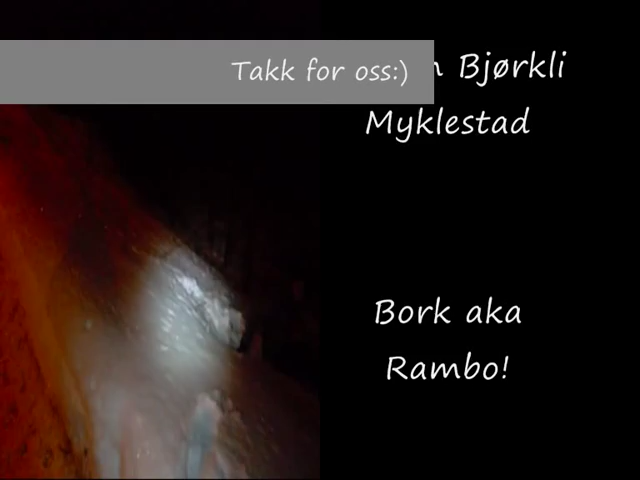 Takk for oss:)
Bjørkli
Myklestad
Bork aka
Rambo!